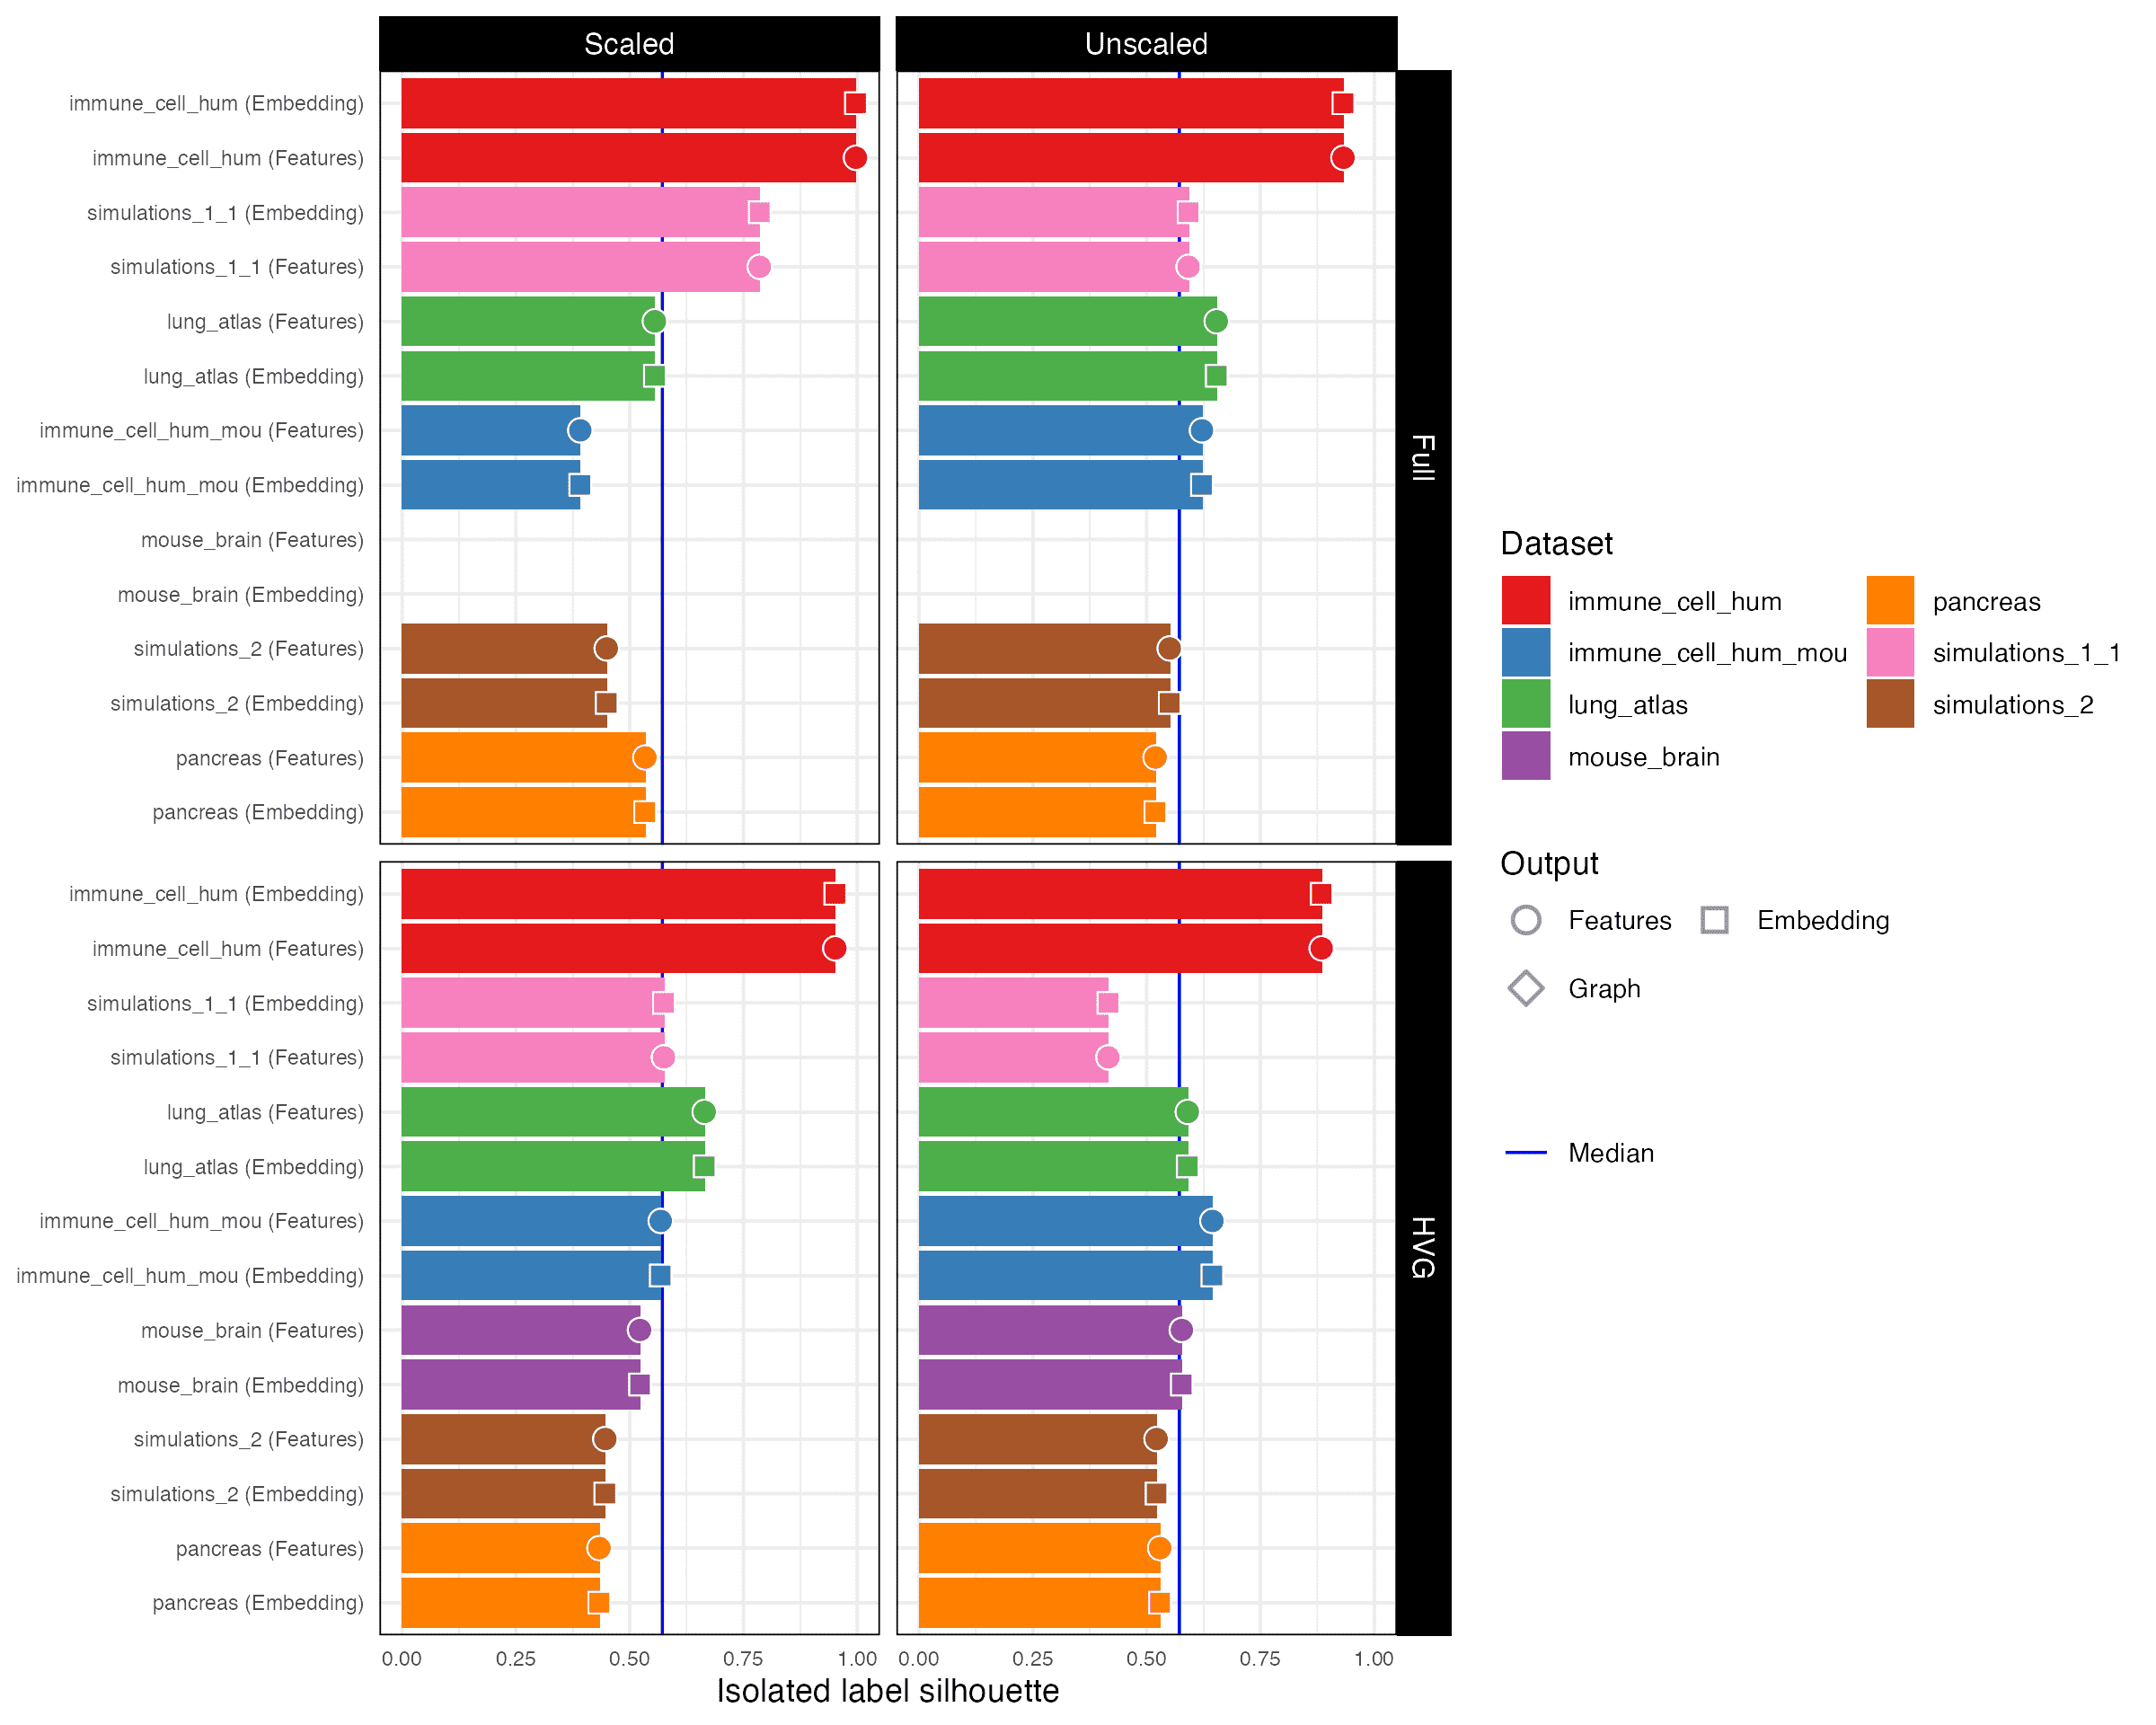 Scaled Unscaled
immune_cell_hum (Embedding)
immune_cell_hum (Features)
simulations_1_1 (Embedding)
simulations_1_1 (Features)
lung_atlas (Features)
lung_atlas (Embedding)
immune_cell_hum_mou (Features)
immune_cell_hum_mou (Embedding)
mouse_brain (Features)
mouse_brain (Embedding)
simulations_2 (Features)
simulations_2 (Embedding)
pancreas (Features)
pancreas (Embedding)
Full
immune_cell_hum (Embedding)
immune_cell_hum (Features)
simulations_1_1 (Embedding)
simulations_1_1 (Features)
lung_atlas (Features)
lung_atlas (Embedding)
immune_cell_hum_mou (Features)
immune_cell_hum_mou (Embedding)
mouse_brain (Features)
mouse_brain (Embedding)
simulations_2 (Features)
simulations_2 (Embedding)
pancreas (Features)
pancreas (Embedding)
HVG
0.00 0.25 0.50 0.75 1.00 0.00 0.25 0.50 0.75 1.00
Isolated label silhouette
Dataset
immune_cell_hum pancreas
immune_cell_hum_mou simulations_1_1
lung_atlas simulations_2
mouse_brain
Output
Features Embedding
Graph
Median